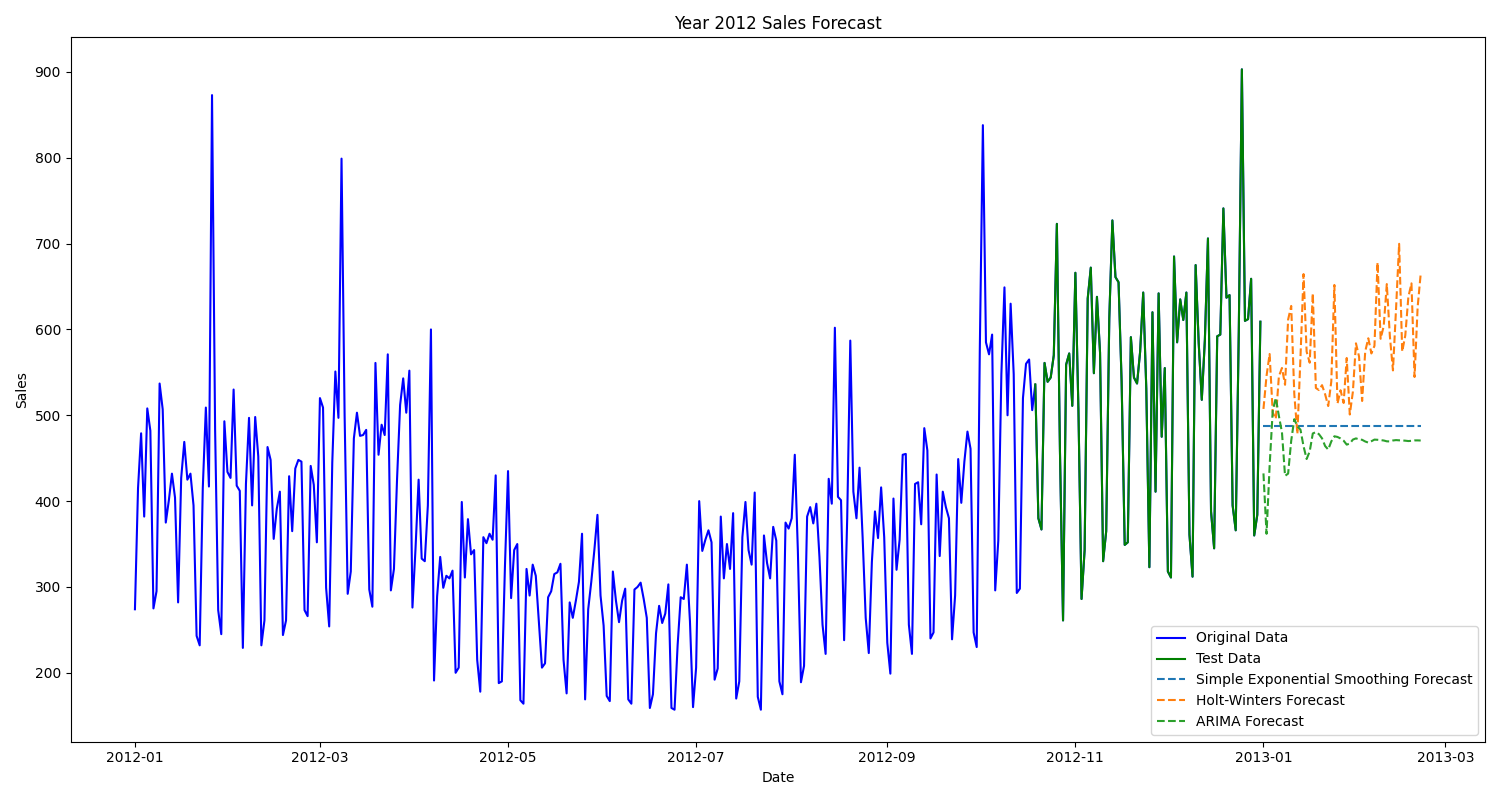 Year 2012 Sales Forecast
900
800
700
600
500
400
300
200
Sales
2012-01 2012-03 2012-05 2012-07 2012-09 2012-11 2013-01 2013-03
Date
Original Data
Test Data
Simple Exponential Smoothing Forecast
Holt-Winters Forecast
ARIMA Forecast